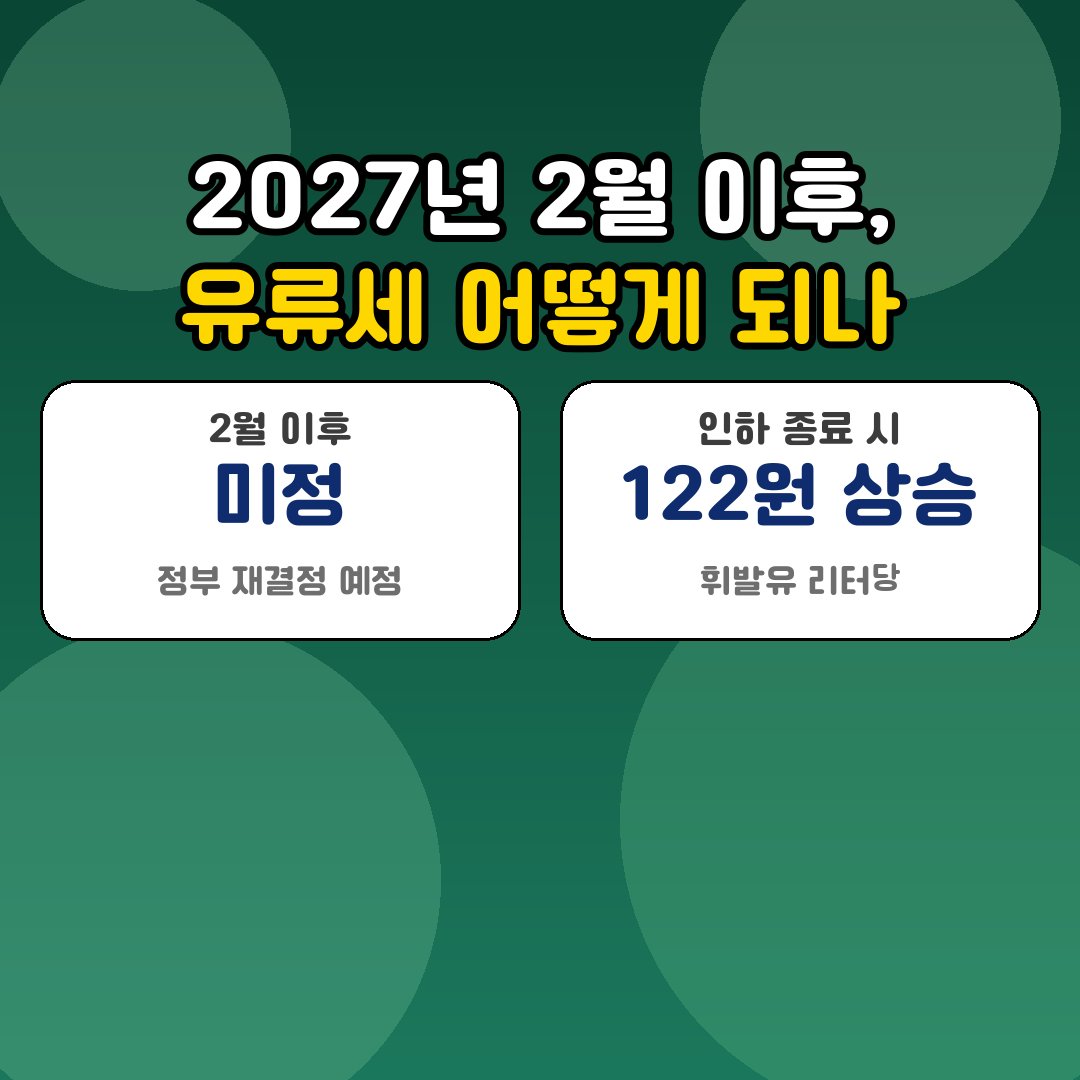 2027년 2월 이후,
유류세 어떻게 되나
2월 이후
미정
정부 재결정 예정
인하 종료 시
122원 상승
휘발유 리터당